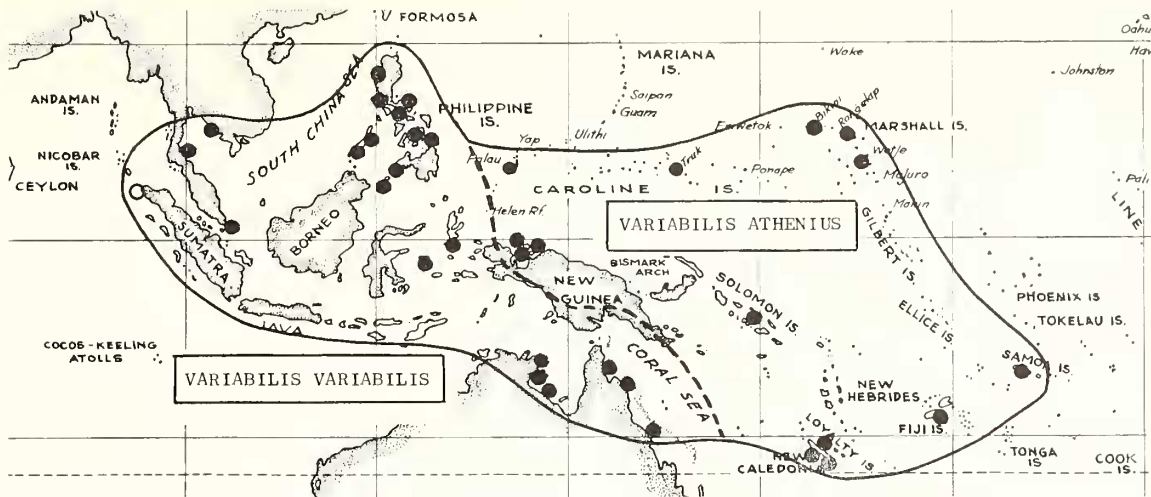 FORMOSA
Oahu
MARIANA
IS.
Wake
Johnston
ANDAMAN
IS.
Saipan
Guam
PHILIPPINE
IS.
SOUTH CHINA SEA
Bikini
Rongelap
Eniwetok
MARSHALL IS.
Ulithi
Yap
Palau
Truk
Ponape
Wotje
Majuro
NICOBAR
IS.
CEYLON
CAROLINE IS.
Makin
LINE
Helen Rf.
VARIABILIS ATHENIUS
GILBERT IS.
SUMATRA
BORNEO
BISMARK
ARCH
NEW
GUINEA
SOLOMON IS.
PHOENIX IS
ELLICE IS.
TOKELAU IS.
JAVA
COCOS-KEELING
ATOLLS
VARIABILIS VARIABILIS
CORAL SEA
SAMOA IS.
NEW
HEBRIDES
FIJI IS.
LOYALTY IS.
NEW
CALEDONIA
TONGA
IS
COOK
IS.